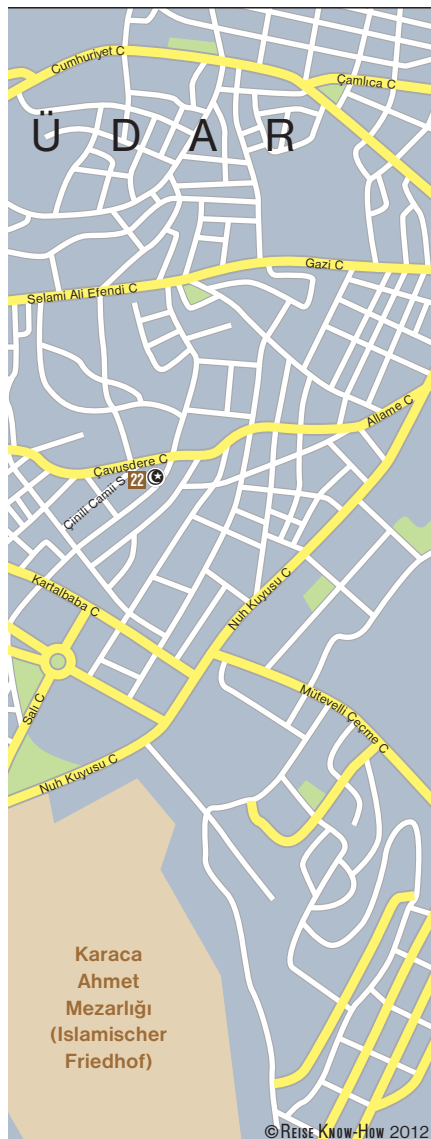 Cumhuriyet C
Çamlıca C
ÜDAR
Gazi C
Selami Ali Efendi C
Allame C
Çavuşdere C
22
Çinili Camii S
Nuh Kuyusu C
Kartalbaba C
Mütevelli Çeçme C
Salı C
Nuh Kuyusu C
Karaca
Ahmet
Mezarlığı
(Islamischer
Friedhof)
© REISE KNOW-HOW 2012